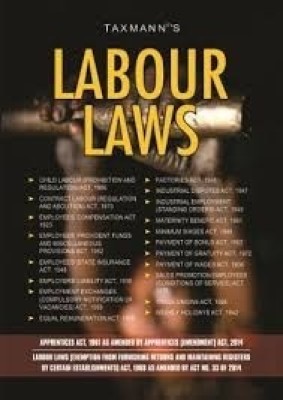 TAXMANN'S
LABOUR
LAWS
CHILD LABOUR (PROHIBITION AND
REGULATION) ACT, 1986
CONTRACT LABOUR (REGULATION
AND ABOLITION) ACT, 1970
EMPLOYEES COMPENSATION ACT
1923
EMPLOYEES PROVIDENT FUNDS
AND MISCELLANEOUS
PROVISIONS ACT, 1952
EMPLOYEES STATE INSURANCE
ACT, 1948
EMPLOYERS LIABILITY ACT, 1938
EMPLOYMENT EXCHANGES
(COMPULSORY NOTIFICATION OF
VACANCIES) ACT, 1959
EQUAL REMUNERATION ACT
FACTORIES ACT, 1948
INDUSTRIAL DISPUTES ACT, 1947
INDUSTRIAL EMPLOYMENT
(STANDING ORDERS) ACT, 1946
MATERNITY BENEFIT ACT, 1961
MINIMUM WAGES ACT, 1948
PAYMENT OF BONUS ACT, 1965
PAYMENT OF GRATUITY ACT, 1972
PAYMENT OF WAGES ACT, 1936
SALES PROMOTION EMPLOYEES
(CONDITIONS OF SERVICE) ACT
TRADE UNIONS ACT, 1926
WEEKLY HOLIDAYS ACT, 1942
APPRENTICES ACT, 1961 AS AMENDED BY APPRENTICES (AMENDMENT) ACT, 2014
LABOUR LAWS (EXEMPTION FROM FURNISHING RETURNS AND MAINTAINING REGISTERS
BY CERTAIN ESTABLISHMENTS) ACT, 1988 AS AMENDED BY ACT NO. 33 OF 2014